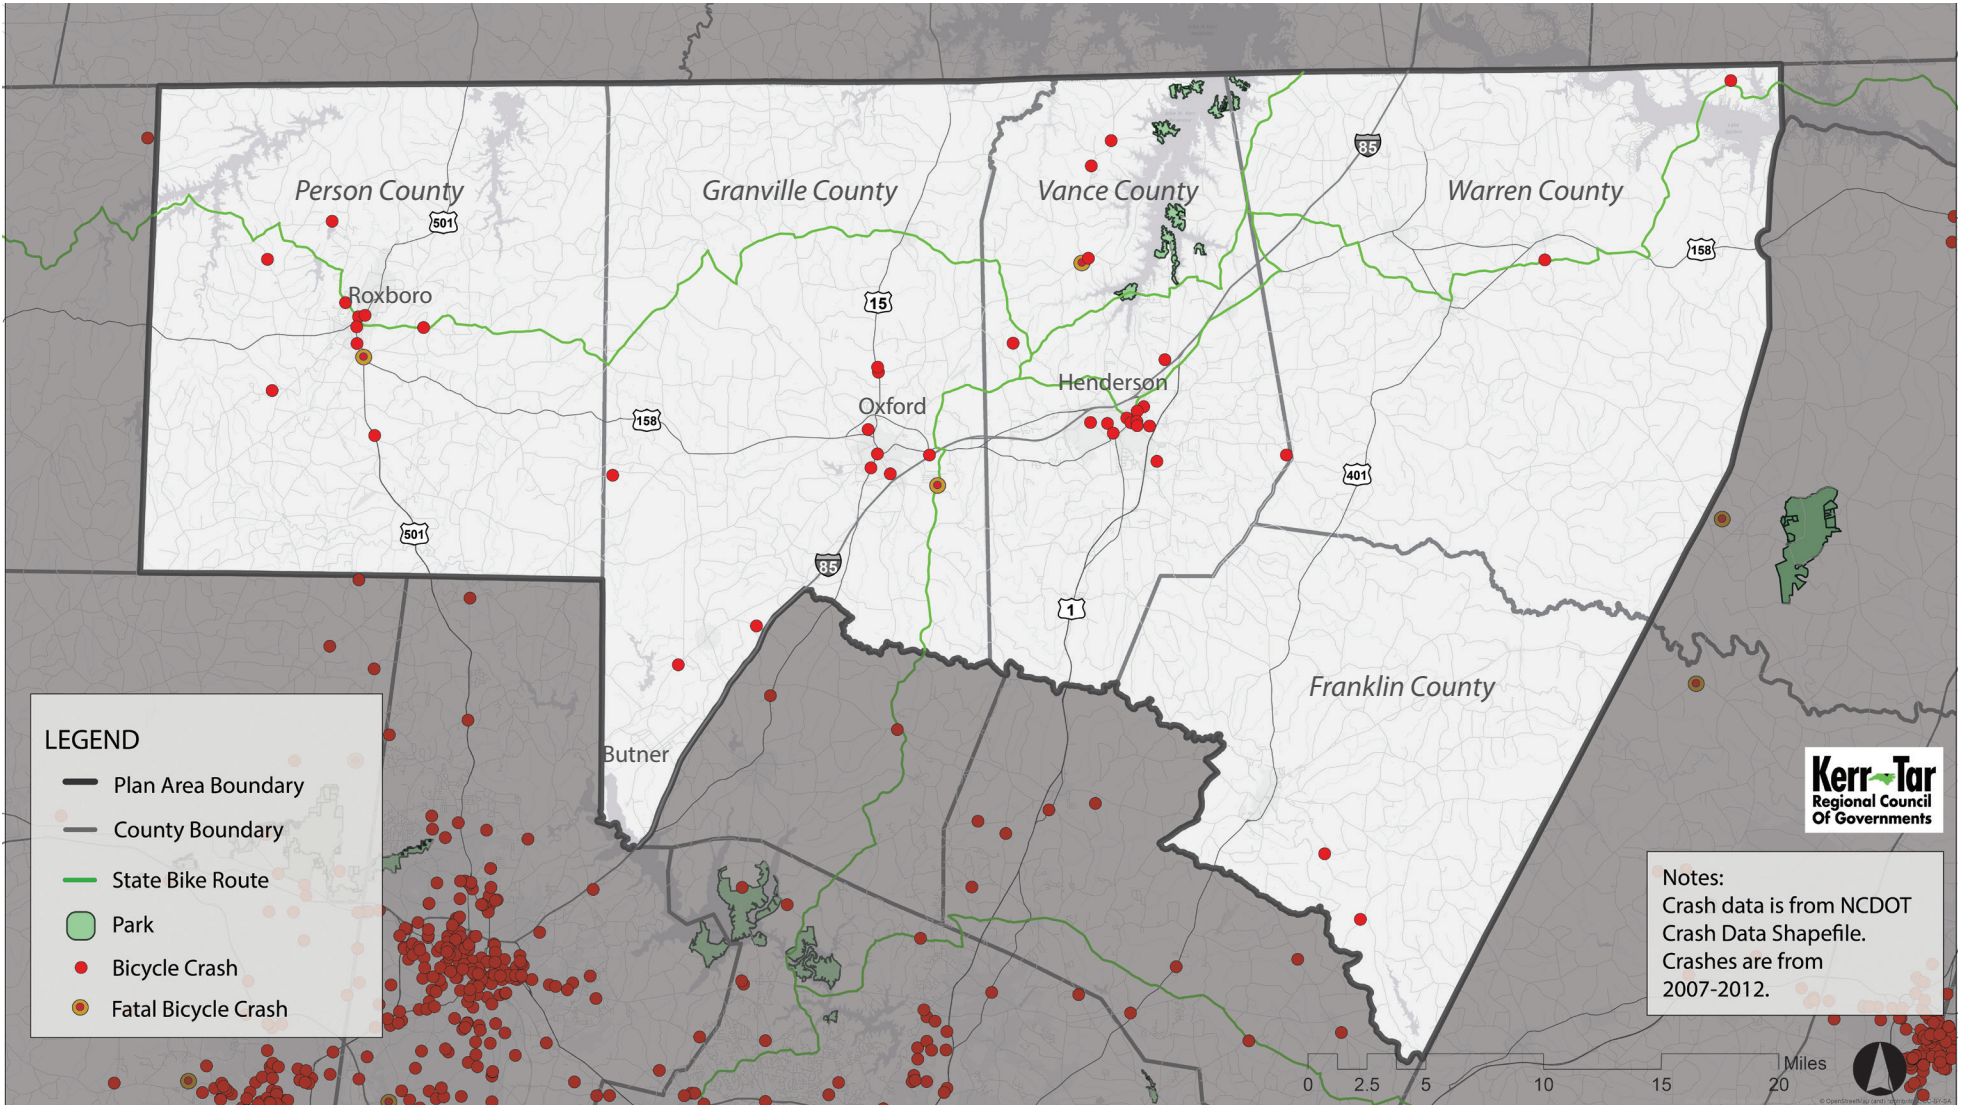 85
Person County
Granville County
Vance County
Warren County
501
158
Roxboro
15
Henderson
Oxford
158
401
501
85
1
Franklin County
Butner
LEGEND
Plan Area Boundary
County Boundary
State Bike Route
Park
Bicycle Crash
Fatal Bicycle Crash
Kerr Tar
Regional Council
Of Governments
Notes:
Crash data is from NCDOT
Crash Data Shapefile.
Crashes are from
2007-2012.
Miles
0 2.5 5 10 15 20